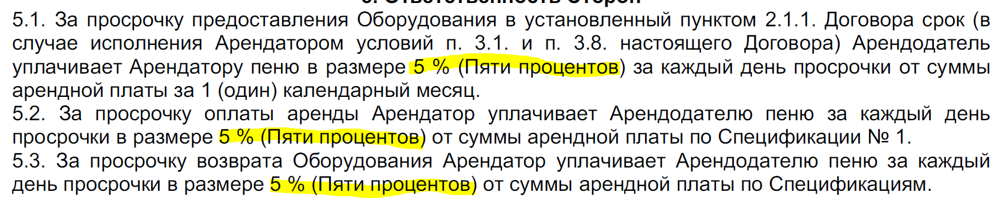 5. Ответственность Сторон
5.1. За просрочку предоставления Оборудования в установленный пунктом 2.1.1. Договора срок (в
случае исполнения Арендатором условий п. 3.1. и п. 3.8. настоящего Договора) Арендодатель
уплачивает Арендатору пеню в размере 5 % (Пяти процентов) за каждый день просрочки от суммы
арендной платы за 1 (один) календарный месяц.
5.2. За просрочку оплаты аренды Арендатор уплачивает Арендодателю пеню за каждый день
просрочки в размере 5 % (Пяти процентов) от суммы арендной платы по Спецификации № 1.
5.3. За просрочку возврата Оборудования Арендатор уплачивает Арендодателю пеню за каждый
день просрочки в размере 5 % (Пяти процентов) от суммы арендной платы по Спецификациям.